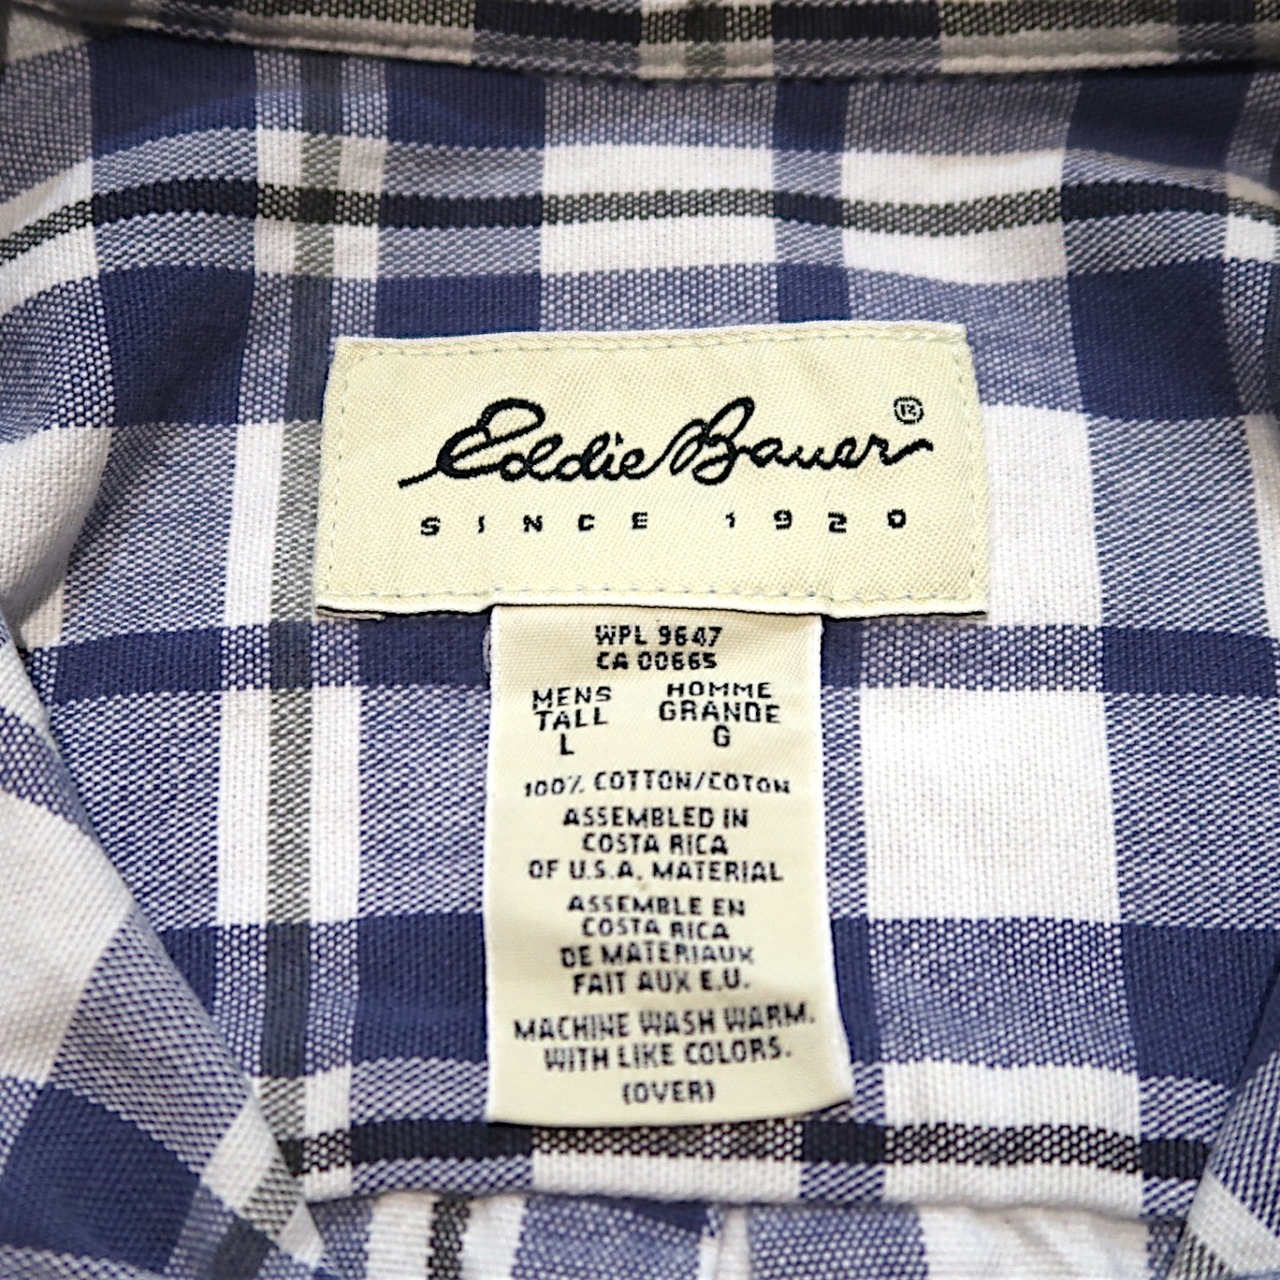 Eddie Bauer®
SINCE 1920
WPL 9647
CA 00665
MENS HOMME
TALL GRANDE
L G
100% COTTON/COTON
ASSEMBLED IN
COSTA RICA
OF U.S.A. MATERIAL
ASSEMBLE EN
COSTA RICA
DE MATERIAUX
FAIT AUX E.U.
MACHINE WASH WARM.
WITH LIKE COLORS.
(OVER)